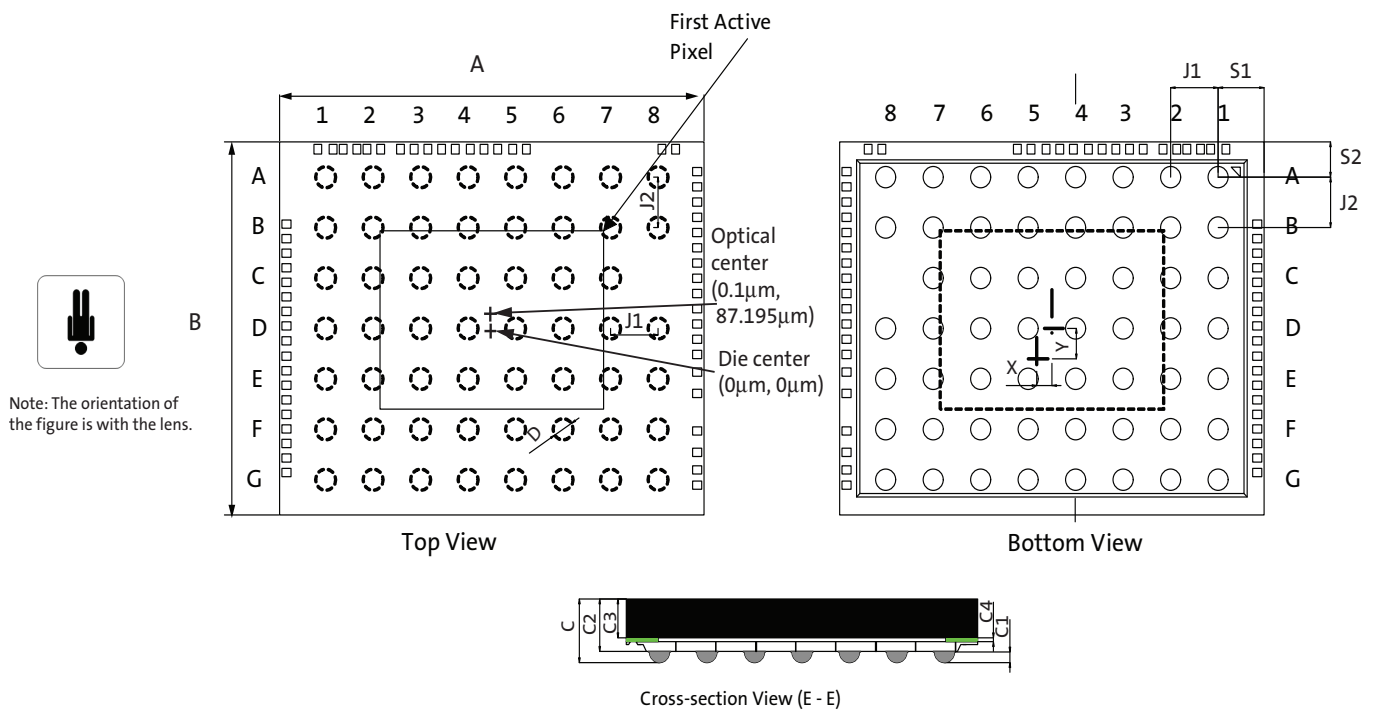 First Active
Pixel
A
1 2 3 4 5 6 7 8
A
B
C
D
E
F
G
B
J2
J1
D
Optical
center
(0.1μm,
87.195μm)
Die center
(0μm, 0μm)
Top View
Note: The orientation of
the figure is with the lens.
J1 S1
8 7 6 5 4 3 2 1
S2
J2
A
B
C
D
E
F
G
X
Y
Bottom View
C
C2
C3
C4
C1
Cross-section View (E - E)